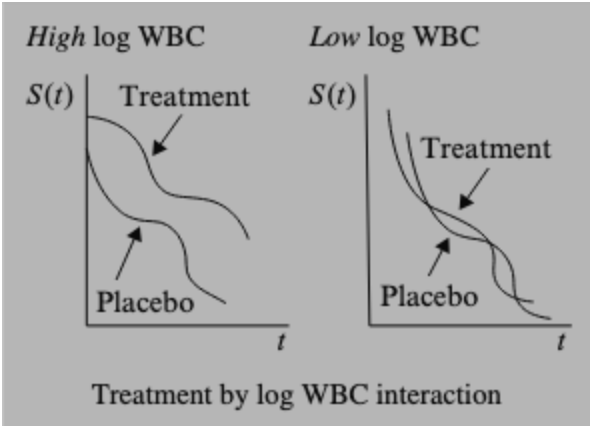 High log WBC
S(t)
Treatment
Placebo
t
Low log WBC
S(t)
Treatment
Placebo
t
Treatment by log WBC interaction